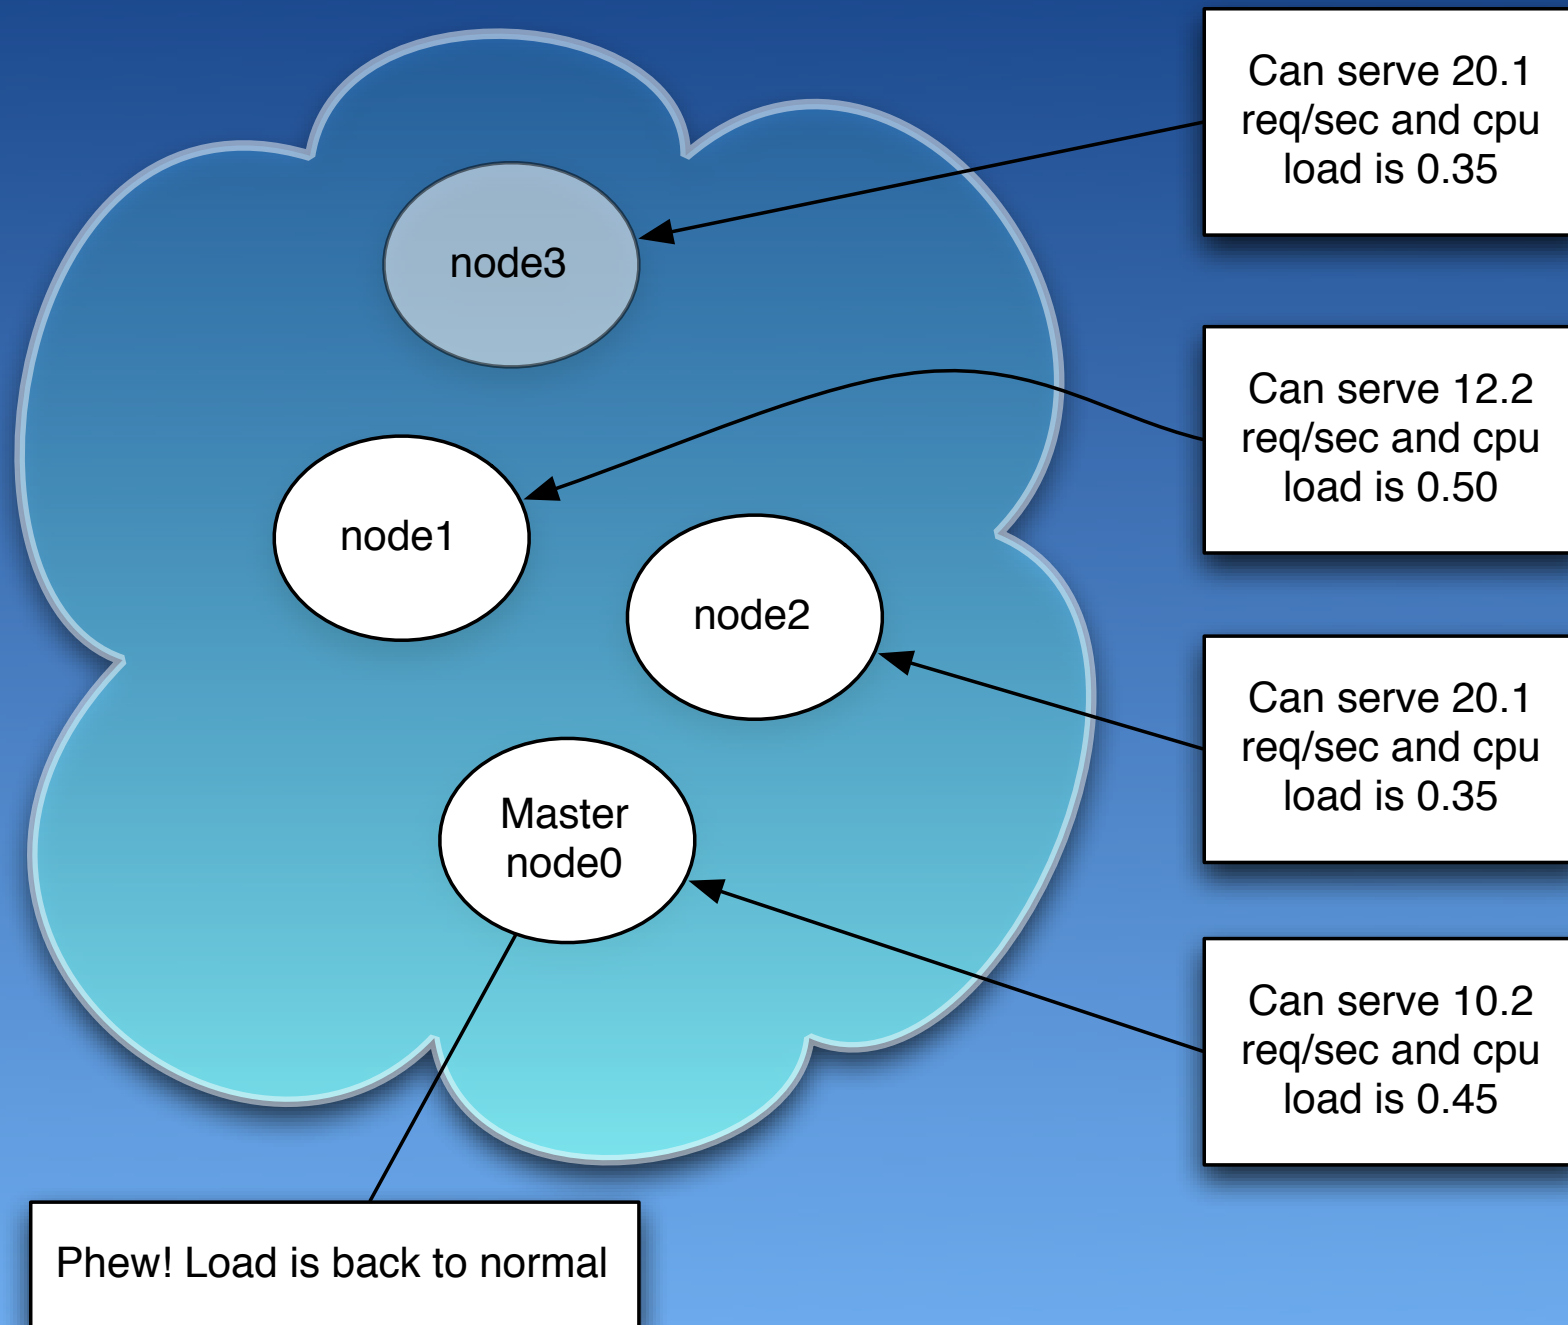 Can serve 20.1
req/sec and cpu
load is 0.35
node3
Can serve 12.2
req/sec and cpu
load is 0.50
node1
node2
Can serve 20.1
req/sec and cpu
load is 0.35
Master
node0
Can serve 10.2
req/sec and cpu
load is 0.45
Phew! Load is back to normal